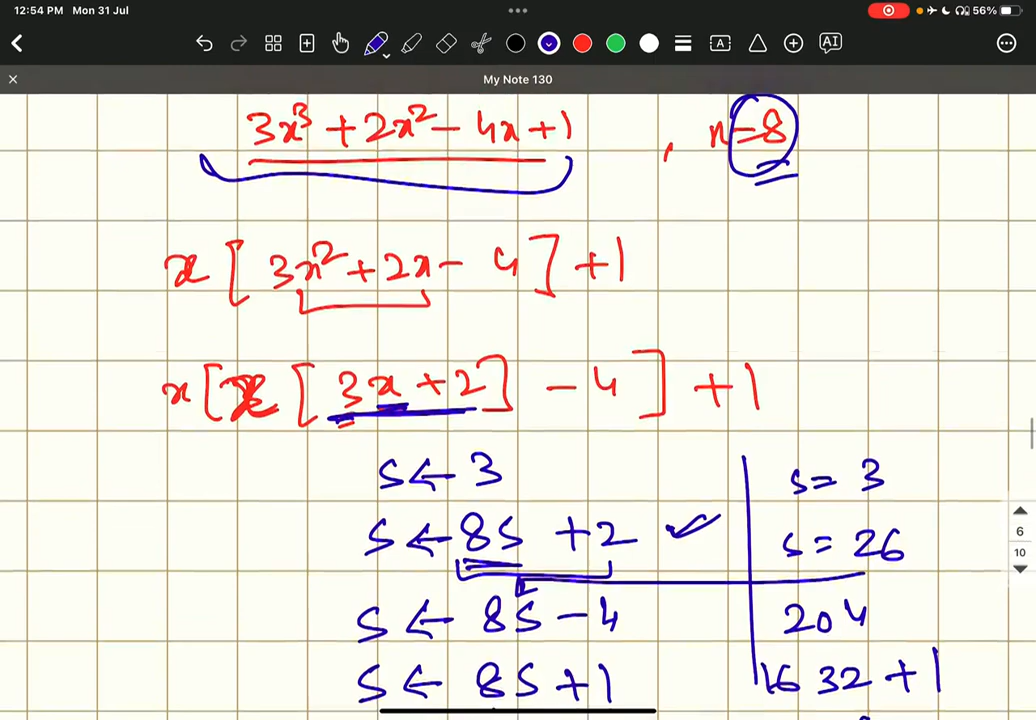 12:54 PM Mon 31 Jul
56%
A
AI
My Note 130
3x³ + 2x² - 4x + 1 , x = 8
x [ 3x² + 2x - 4 ] + 1
x [ x [ 3x + 2 ] - 4 ] + 1
S ← 3
S = 3
S ← 8S + 2 ✓
S = 26
S ← 8S - 4
204
S ← 8S + 1
1632 + 1
6
10